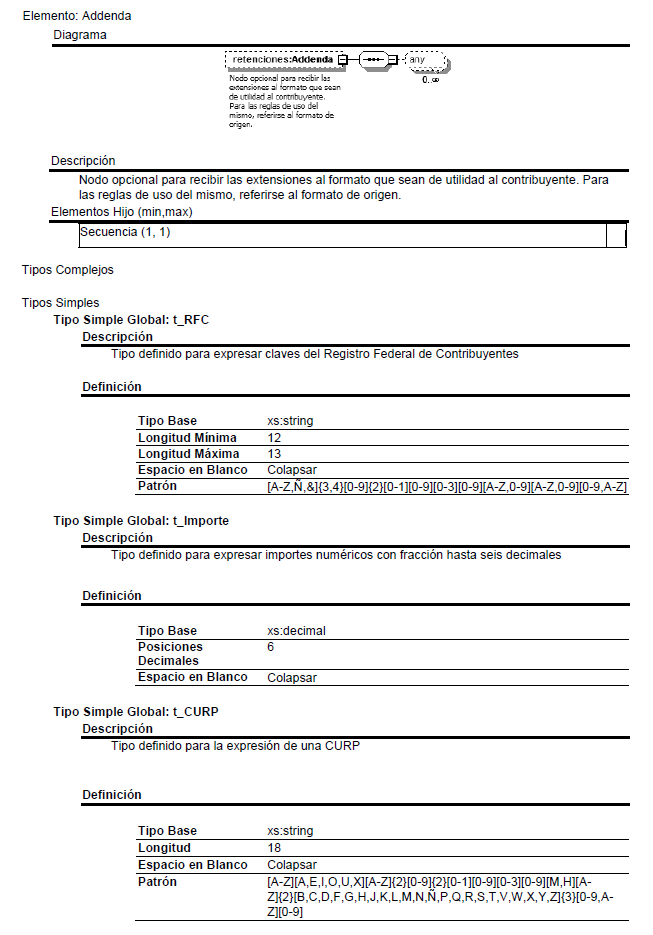 Elemento: Addenda
Diagrama
retenciones:Addenda
any
0..∞
Nodo opcional para recibir las
extensiones al formato que sean
de utilidad al contribuyente.
Para las reglas de uso del
mismo, referirse al formato de
origen.
Descripción
Nodo opcional para recibir las extensiones al formato que sean de utilidad al contribuyente. Para
las reglas de uso del mismo, referirse al formato de origen.
Elementos Hijo (min,max)
Secuencia (1, 1)
Tipos Complejos
Tipos Simples
Tipo Simple Global: t_RFC
Descripción
Tipo definido para expresar claves del Registro Federal de Contribuyentes
Definición
Tipo Base xs:string
Longitud Mínima 12
Longitud Máxima 13
Espacio en Blanco Colapsar
Patrón [A-Z,Ñ,&]{3,4}[0-9]{2}[0-1][0-9][0-3][0-9][A-Z,0-9][A-Z,0-9][0-9,A-Z]
Tipo Simple Global: t_Importe
Descripción
Tipo definido para expresar importes numéricos con fracción hasta seis decimales
Definición
Tipo Base xs:decimal
Posiciones 6
Decimales
Espacio en Blanco Colapsar
Tipo Simple Global: t_CURP
Descripción
Tipo definido para la expresión de una CURP
Definición
Tipo Base xs:string
Longitud 18
Espacio en Blanco Colapsar
Patrón [A-Z][A,E,I,O,U,X][A-Z]{2}[0-9]{2}[0-1][0-9][0-3][0-9][M,H][A-
Z]{2}[B,C,D,F,G,H,J,K,L,M,N,Ñ,P,Q,R,S,T,V,W,X,Y,Z]{3}[0-9,A-
Z][0-9]